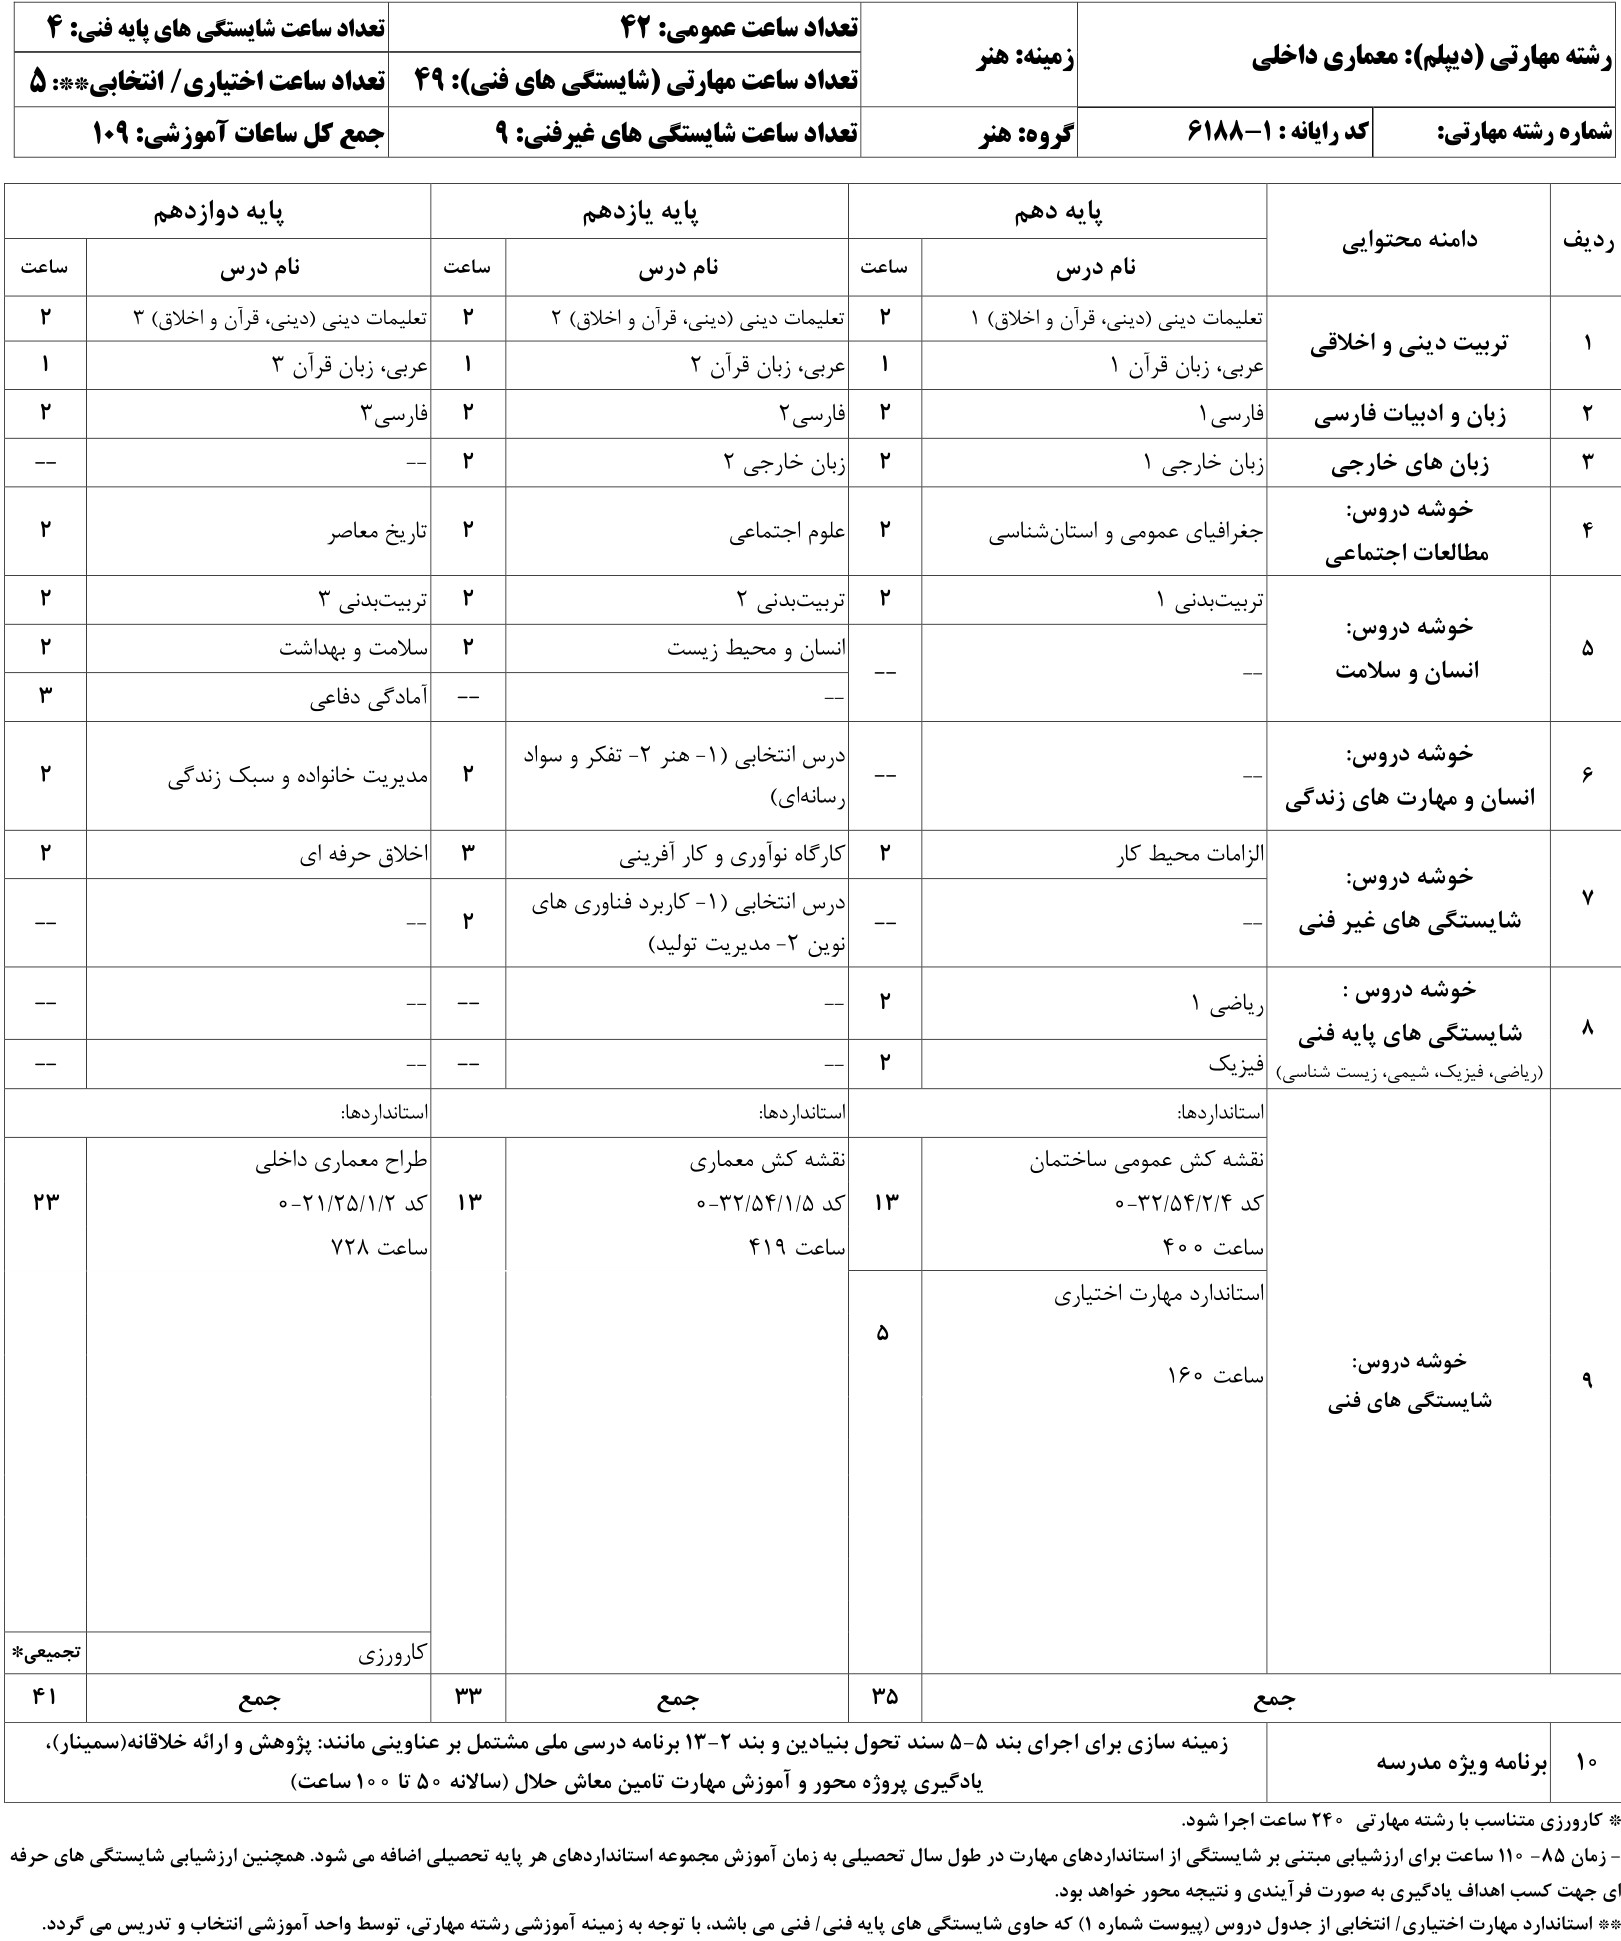 رشته مهارتی (دیپلم): معماری داخلی
زمینه: هنر
تعداد ساعت عمومی: ۴۲
تعداد ساعت شایستگی های پایه فنی: ۴
تعداد ساعت مهارتی (شایستگی های فنی): ۴۹
تعداد ساعت اختیاری/ انتخابی**: ۵
شماره رشته مهارتی:
کد رایانه : ۱-۶۱۸۸
گروه: هنر
تعداد ساعت شایستگی های غیرفنی: ۹
جمع کل ساعات آموزشی: ۱۰۹
ردیف
دامنه محتوایی
پایه دهم
پایه یازدهم
پایه دوازدهم
نام درس
ساعت
نام درس
ساعت
نام درس
ساعت
۱
تربیت دینی و اخلاقی
تعلیمات دینی (دینی، قرآن و اخلاق) ۱
۲
تعلیمات دینی (دینی، قرآن و اخلاق) ۲
۲
تعلیمات دینی (دینی، قرآن و اخلاق) ۳
۲
عربی، زبان قرآن ۱
۱
عربی، زبان قرآن ۲
۱
عربی، زبان قرآن ۳
۱
۲
زبان و ادبیات فارسی
فارسی۱
۲
فارسی۲
۲
فارسی۳
۲
۳
زبان های خارجی
زبان خارجی ۱
۲
زبان خارجی ۲
۲
--
--
۴
خوشه دروس:
مطالعات اجتماعی
جغرافیای عمومی و استان‌شناسی
۲
علوم اجتماعی
۲
تاریخ معاصر
۲
۵
خوشه دروس:
انسان و سلامت
تربیت‌بدنی ۱
۲
تربیت‌بدنی ۲
۲
تربیت‌بدنی ۳
۲
--
--
انسان و محیط زیست
۲
سلامت و بهداشت
۲
--
--
آمادگی دفاعی
۳
۶
خوشه دروس:
انسان و مهارت های زندگی
--
--
درس انتخابی (۱- هنر ۲- تفکر و سواد
رسانه‌ای)
۲
مدیریت خانواده و سبک زندگی
۲
۷
خوشه دروس:
شایستگی های غیر فنی
الزامات محیط کار
۲
کارگاه نوآوری و کار آفرینی
۳
اخلاق حرفه ای
۲
--
--
درس انتخابی (۱- کاربرد فناوری های
نوین ۲- مدیریت تولید)
۲
--
--
۸
خوشه دروس :
شایستگی های پایه فنی
(ریاضی، فیزیک، شیمی، زیست شناسی)
ریاضی ۱
۲
--
--
--
--
فیزیک
۲
--
--
--
--
۹
خوشه دروس:
شایستگی های فنی
استانداردها:
استانداردها:
استانداردها:
نقشه کش عمومی ساختمان
کد ۰-۳۲/۵۴/۲/۴
ساعت ۴۰۰
۱۳
نقشه کش معماری
کد ۰-۳۲/۵۴/۱/۵
ساعت ۴۱۹
۱۳
طراح معماری داخلی
کد ۰-۲۱/۲۵/۱/۲
ساعت ۷۲۸
۲۳
استاندارد مهارت اختیاری
ساعت ۱۶۰
۵
کارورزی
تجمیعی*
جمع
۳۵
جمع
۳۳
جمع
۴۱
۱۰
برنامه ویژه مدرسه
زمینه سازی برای اجرای بند ۵-۵ سند تحول بنیادین و بند ۲-۱۳ برنامه درسی ملی مشتمل بر عناوینی مانند: پژوهش و ارائه خلاقانه(سمینار)،
یادگیری پروژه محور و آموزش مهارت تامین معاش حلال (سالانه ۵۰ تا ۱۰۰ ساعت)
* کارورزی متناسب با رشته مهارتی ۲۴۰ ساعت اجرا شود.
- زمان ۸۵- ۱۱۰ ساعت برای ارزشیابی مبتنی بر شایستگی از استانداردهای مهارت در طول سال تحصیلی به زمان آموزش مجموعه استانداردهای هر پایه تحصیلی اضافه می شود. همچنین ارزشیابی شایستگی های حرفه
ای جهت کسب اهداف یادگیری به صورت فرآیندی و نتیجه محور خواهد بود.
** استاندارد مهارت اختیاری/ انتخابی از جدول دروس (پیوست شماره ۱) که حاوی شایستگی های پایه فنی/ فنی می باشد، با توجه به زمینه آموزشی رشته مهارتی، توسط واحد آموزشی انتخاب و تدریس می گردد.